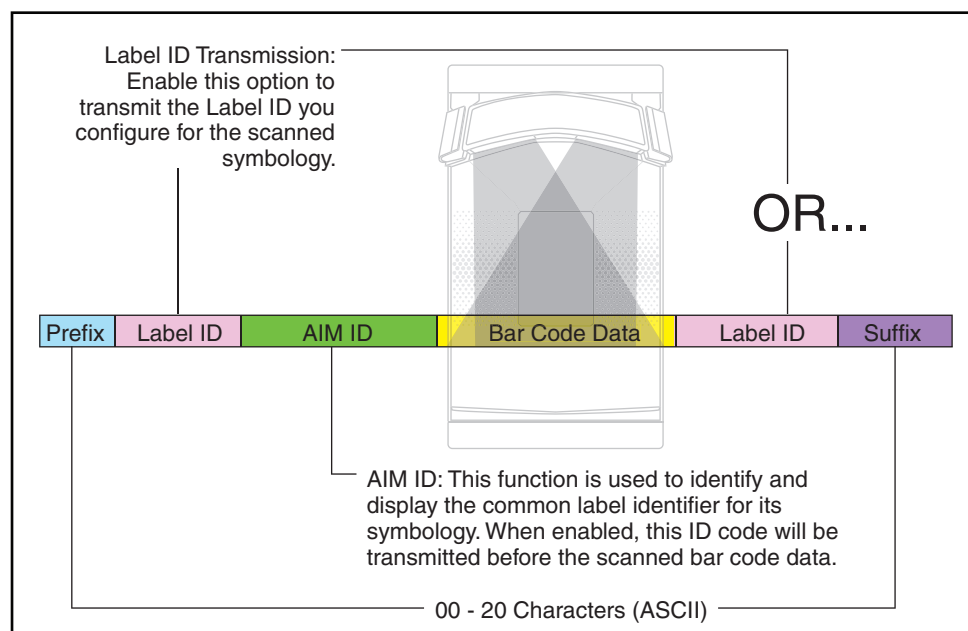 Label ID Transmission:
Enable this option to
transmit the Label ID you
configure for the scanned
symbology.
OR...
Prefix
Label ID
AIM ID
Bar Code Data
Label ID
Suffix
AIM ID: This function is used to identify and
display the common label identifier for its
symbology. When enabled, this ID code will be
transmitted before the scanned bar code data.
00 - 20 Characters (ASCII)